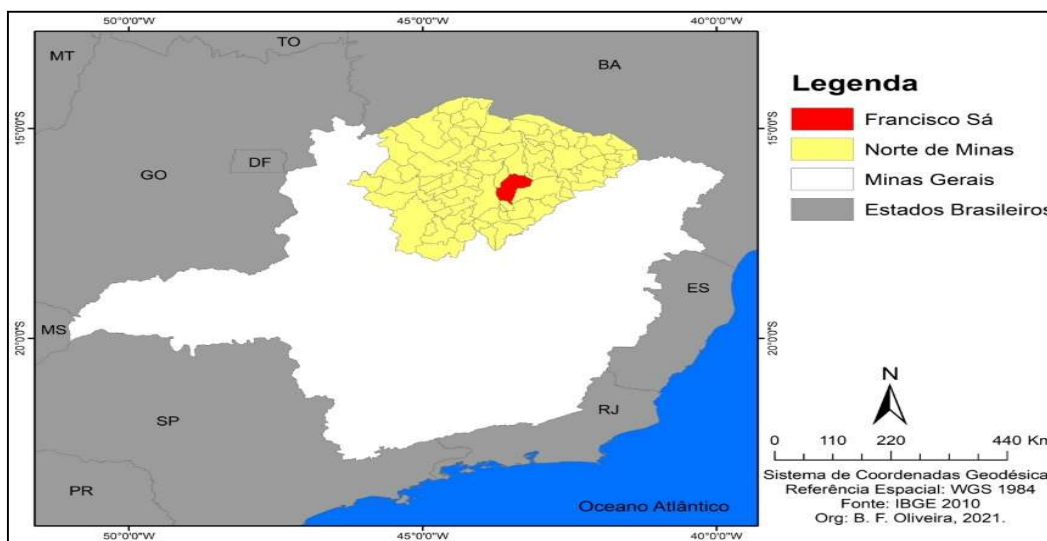 50°0'0"W
45°0'0"W
40°0'0"W
MT
TO
BA
15°0'0"S
15°0'0"S
DF
GO
ES
MS
20°0'0"S
20°0'0"S
SP
RJ
PR
Oceano Atlântico
50°0'0"W
45°0'0"W
40°0'0"W
Legenda
Francisco Sá
Norte de Minas
Minas Gerais
Estados Brasileiros
N
0 110 220 440 Km
Sistema de Coordenadas Geodésica
Referência Espacial: WGS 1984
Fonte: IBGE 2010
Org: B. F. Oliveira, 2021.